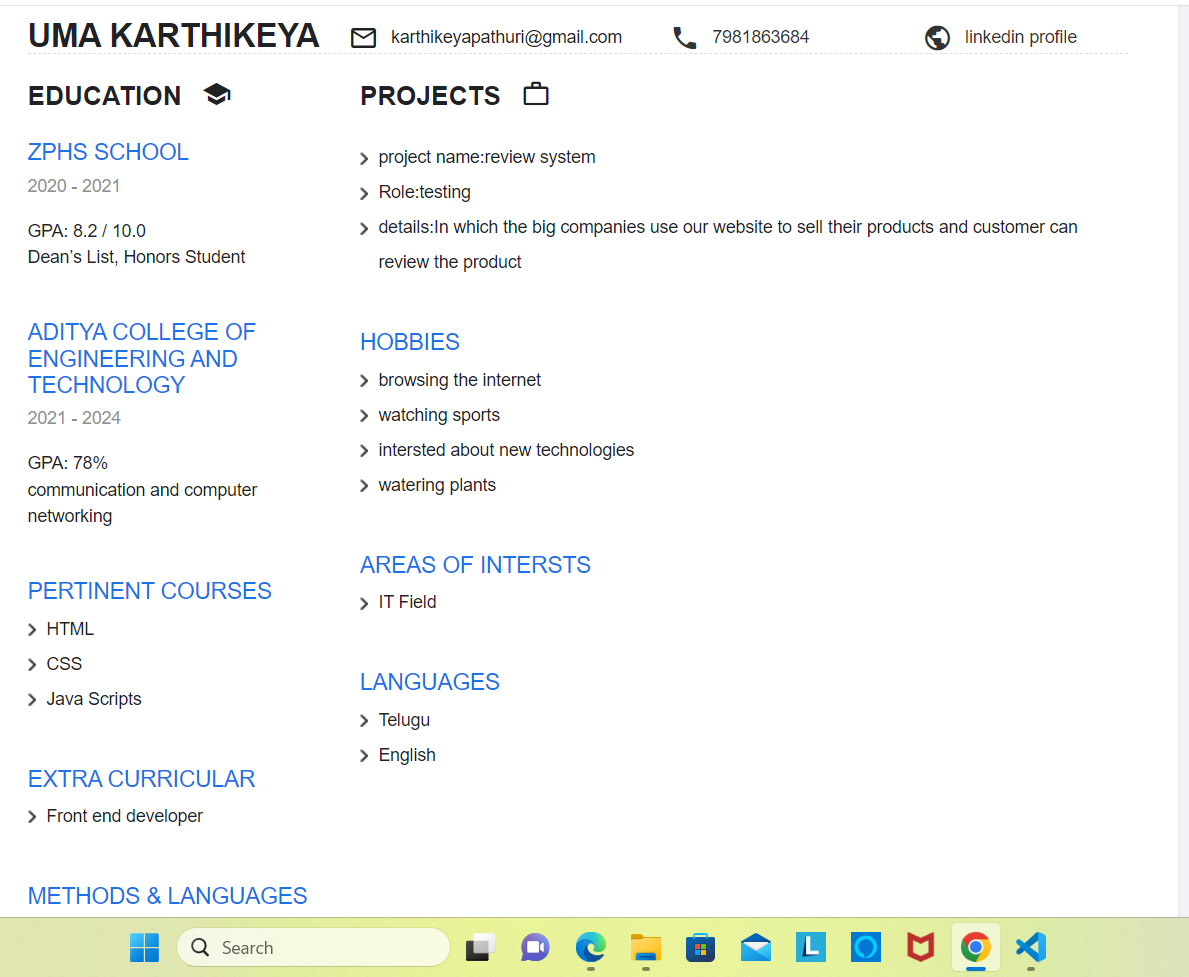 UMA KARTHIKEYA
karthikeyapathuri@gmail.com
7981863684
linkedin profile
EDUCATION
ZPHS SCHOOL
2020 - 2021
GPA: 8.2 / 10.0
Dean’s List, Honors Student
ADITYA COLLEGE OF
ENGINEERING AND
TECHNOLOGY
2021 - 2024
GPA: 78%
communication and computer
networking
PERTINENT COURSES
HTML
CSS
Java Scripts
EXTRA CURRICULAR
Front end developer
METHODS & LANGUAGES
PROJECTS
project name:review system
Role:testing
details:In which the big companies use our website to sell their products and customer can
review the product
HOBBIES
browsing the internet
watching sports
intersted about new technologies
watering plants
AREAS OF INTERSTS
IT Field
LANGUAGES
Telugu
English
Search
L